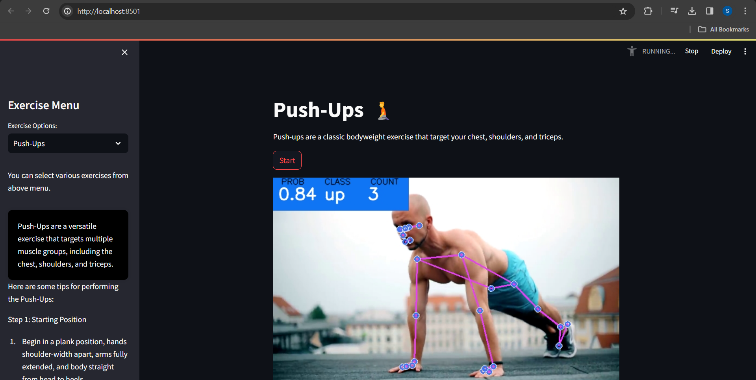 http://localhost:8501
S
All Bookmarks
RUNNING...
Stop
Deploy
Exercise Menu
Exercise Options:
Push-Ups
You can select various exercises from
above menu.
Push-Ups are a versatile
exercise that targets multiple
muscle groups, including the
chest, shoulders, and triceps.
Here are some tips for performing
the Push-Ups:
Step 1: Starting Position
1. Begin in a plank position, hands
shoulder-width apart, arms fully
extended, and body straight
from head to heels
Push-Ups
Push-ups are a classic bodyweight exercise that target your chest, shoulders, and triceps.
Start
PROB CLASS COUNT
0.84 up 3